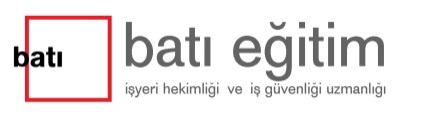 batı
batı eğitim
işyeri hekimliği ve iş güvenliği uzmanlığı